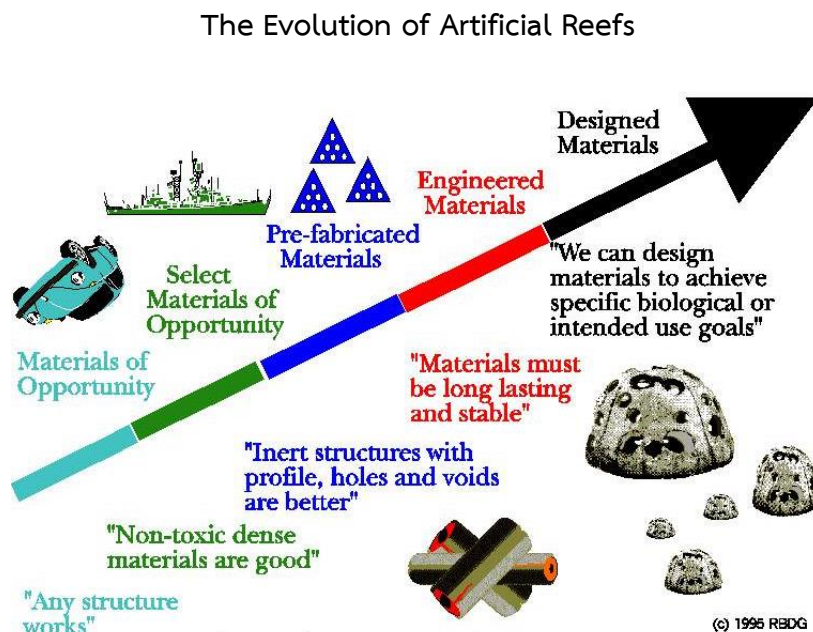 The Evolution of Artificial Reefs
Designed
Materials
Engineered
Materials
Pre-fabricated
Materials
Select
Materials of
Opportunity
Materials of
Opportunity
"We can design
materials to achieve
specific biological or
intended use goals"
"Materials must
be long lasting
and stable"
"Inert structures with
profile, holes and voids
are better"
"Non-toxic dense
materials are good"
"Any structure
works"
(c) 1995 RBDG